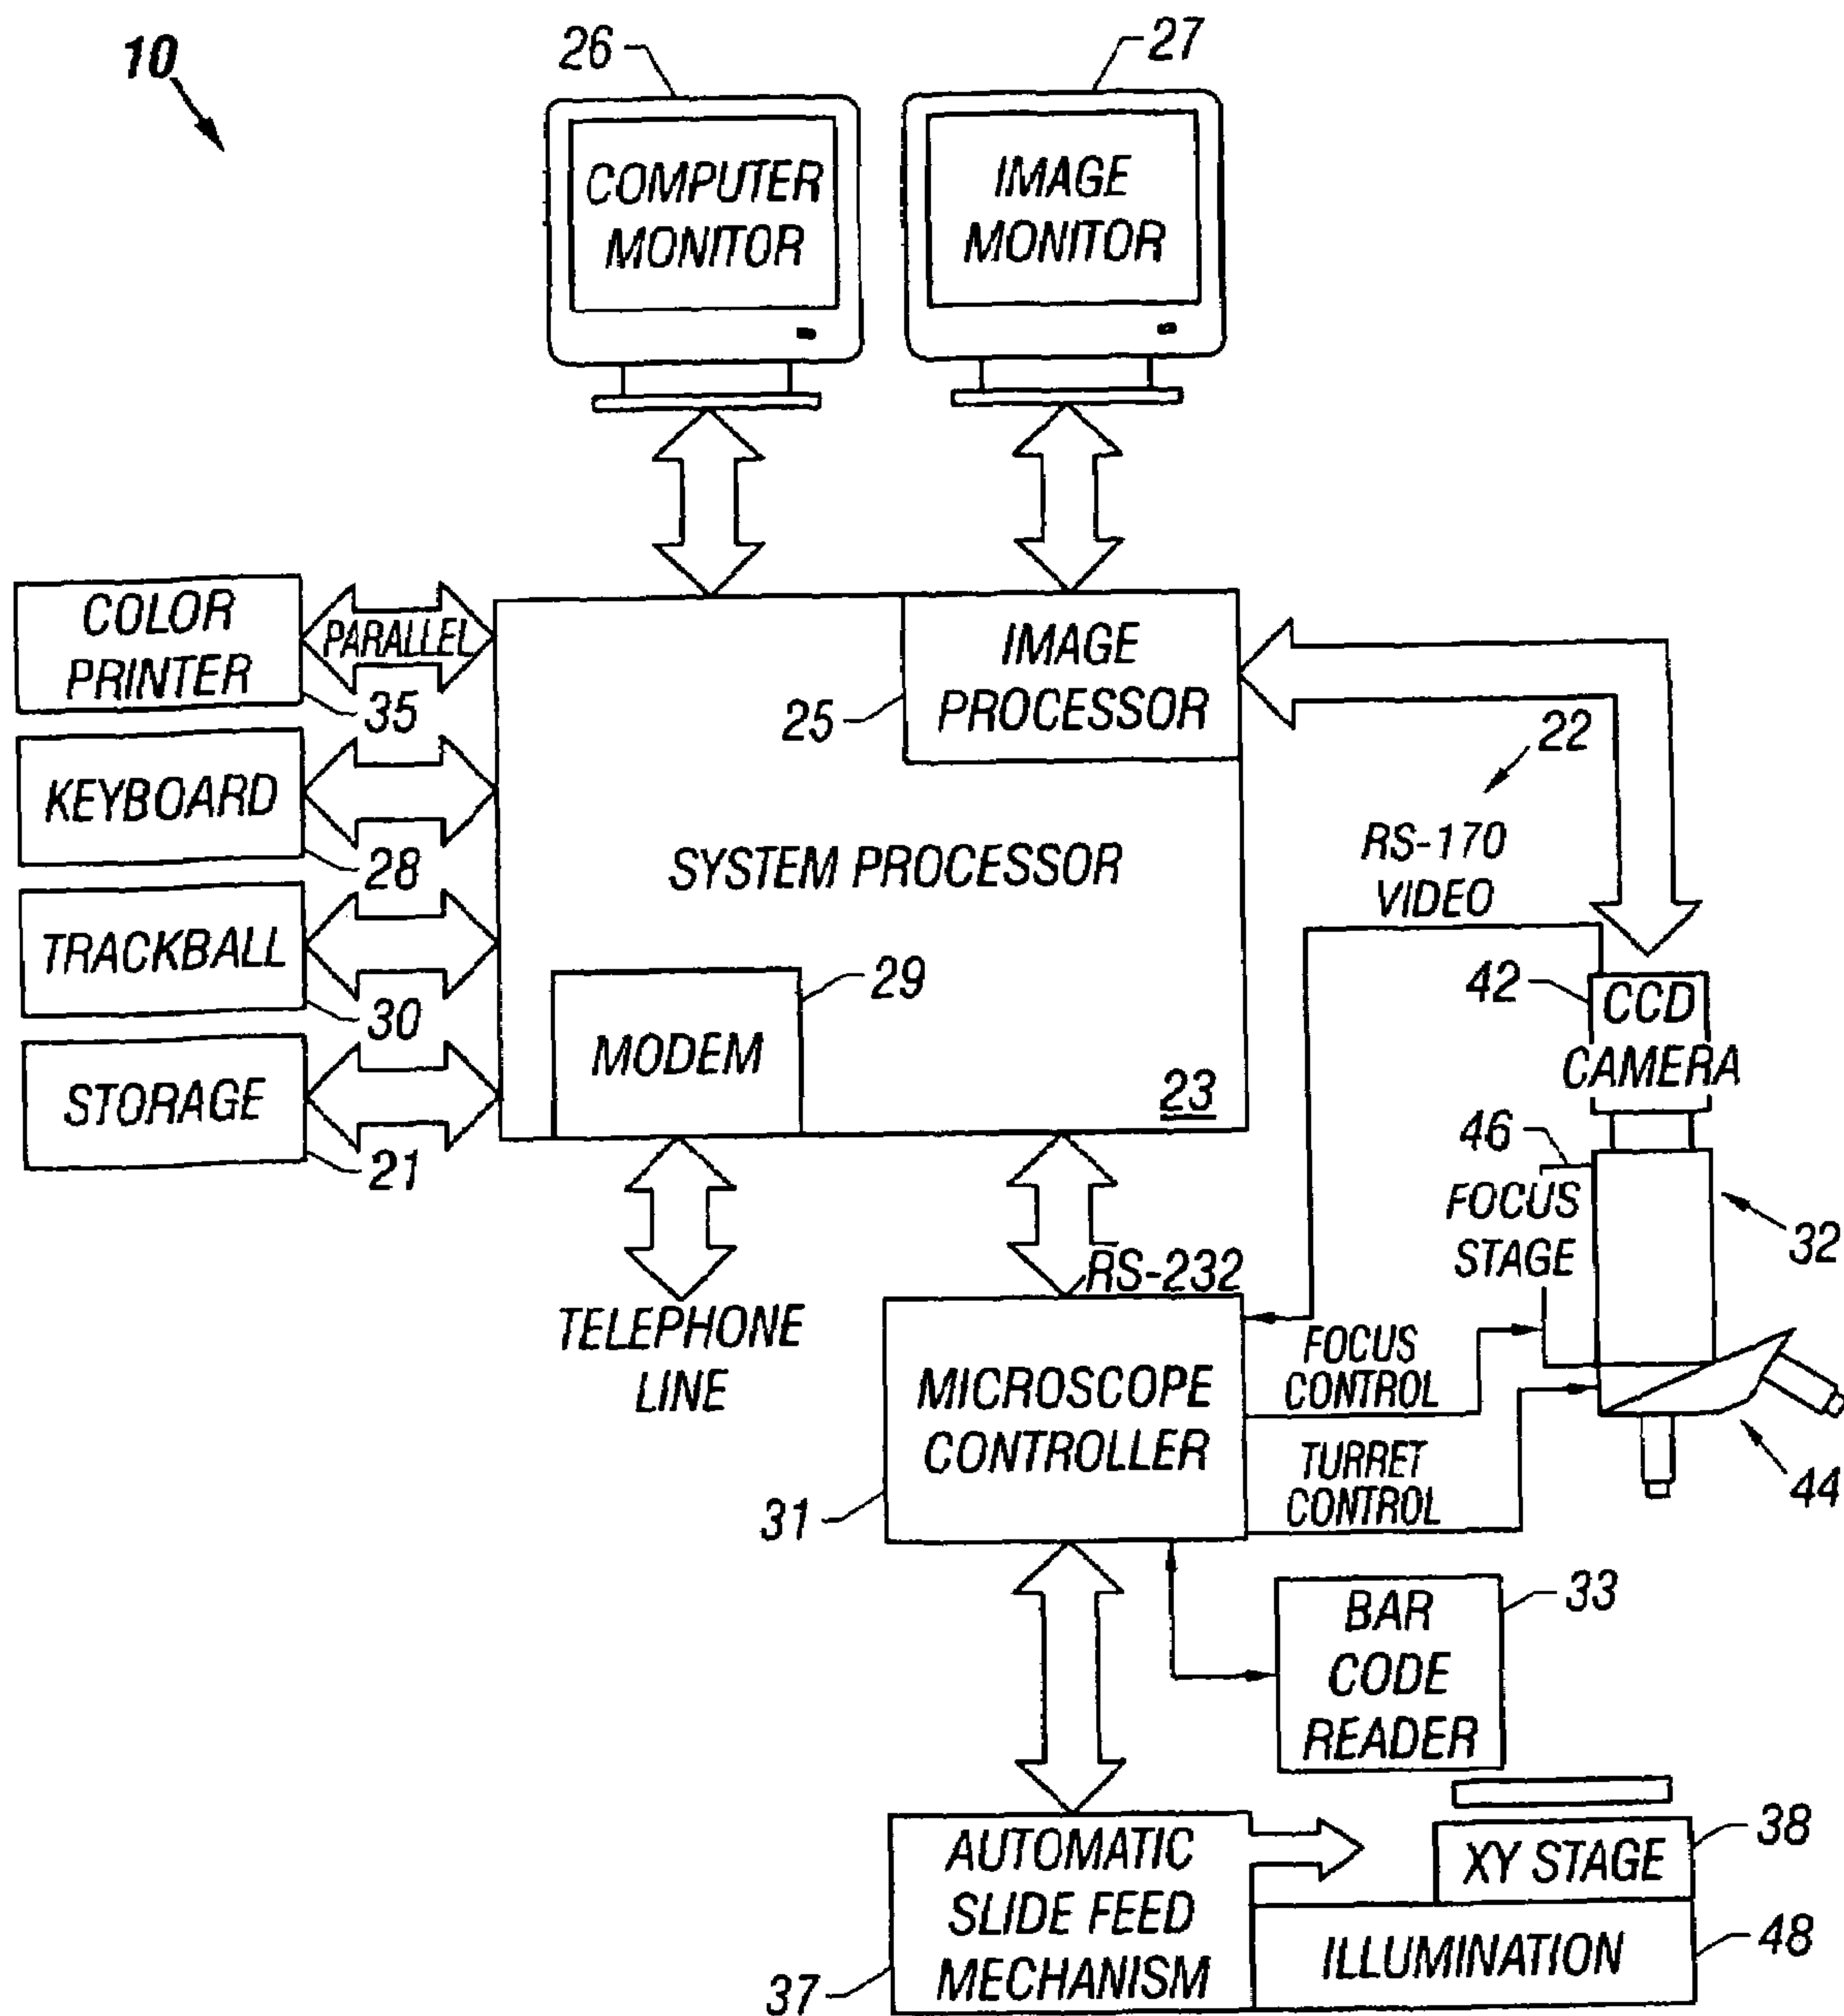 10
26
27
COMPUTER
MONITOR
IMAGE
MONITOR
COLOR
PRINTER
PARALLEL
35
KEYBOARD
28
TRACKBALL
30
STORAGE
21
IMAGE
PROCESSOR
25
SYSTEM PROCESSOR
MODEM
29
23
22
RS-170
VIDEO
42
CCD
CAMERA
46
FOCUS
STAGE
32
44
TELEPHONE
LINE
RS-232
MICROSCOPE
CONTROLLER
31
FOCUS
CONTROL
TURRET
CONTROL
BAR
CODE
READER
33
AUTOMATIC
SLIDE FEED
MECHANISM
37
XY STAGE
38
ILLUMINATION
48